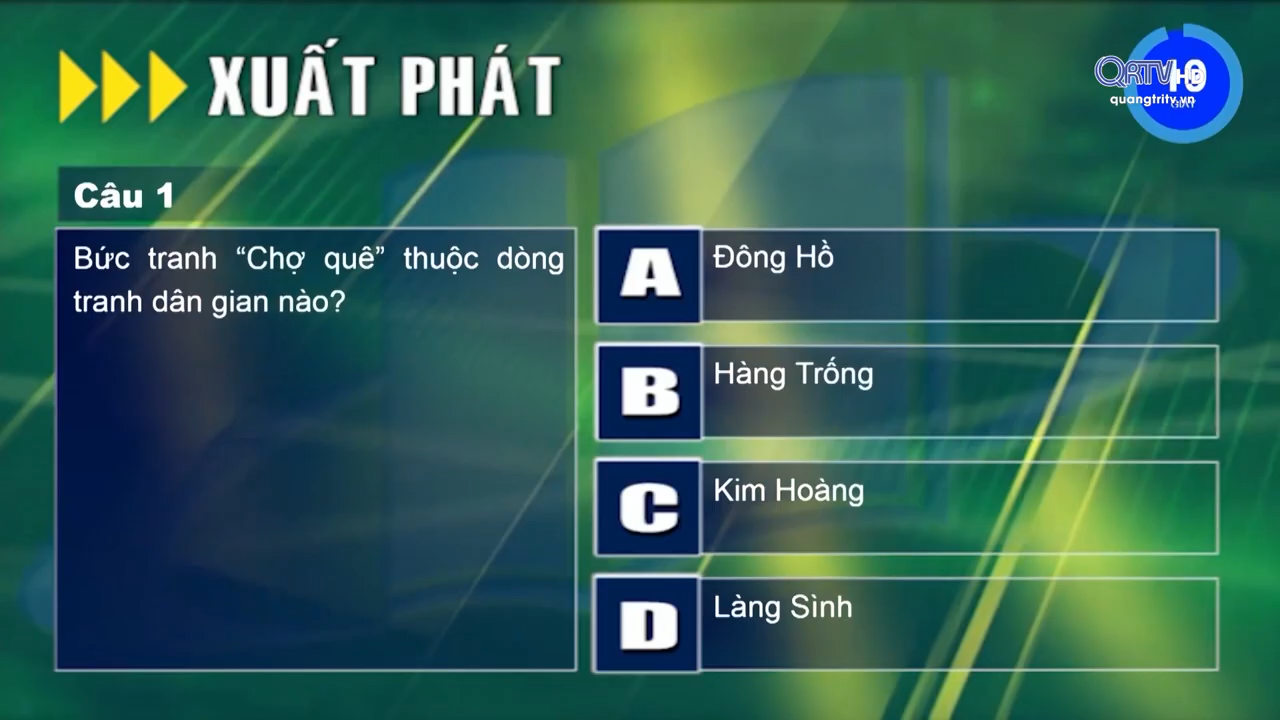 XUẤT PHÁT
QRTV HD
quangtritv.vn
Câu 1
Bức tranh “Chợ quê” thuộc dòng
tranh dân gian nào?
A Đông Hồ
B Hàng Trống
C Kim Hoàng
D Làng Sình